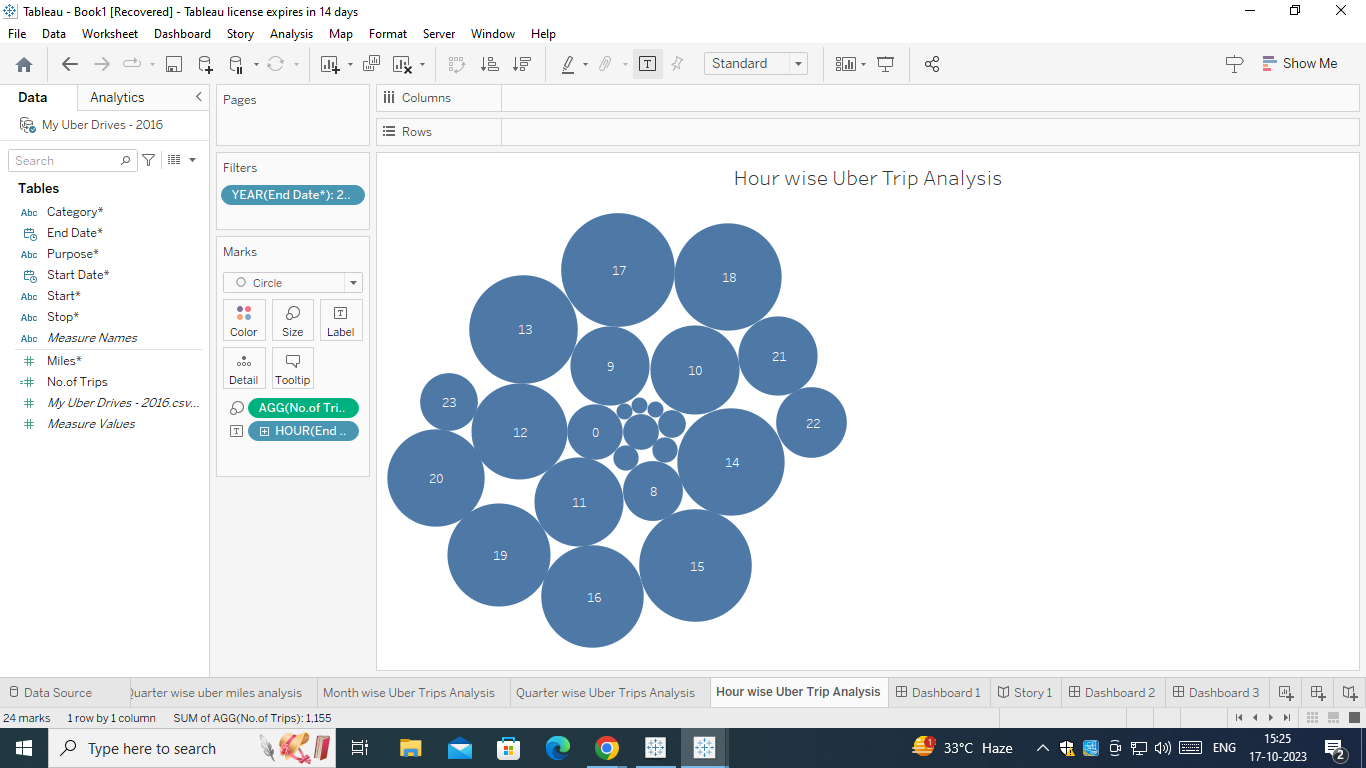 Tableau - Book1 [Recovered] - Tableau license expires in 14 days
File Data Worksheet Dashboard Story Analysis Map Format Server Window Help
Standard
Show Me
Data Analytics
My Uber Drives - 2016
Search
Tables
Abc Category*
End Date*
Abc Purpose*
Start Date*
Abc Start*
Abc Stop*
Abc Measure Names
Miles*
No.of Trips
My Uber Drives - 2016.csv...
Measure Values
Pages
Filters
YEAR(End Date*): 2..
Marks
Circle
Color Size Label
Detail Tooltip
AGG(No.of Tri..
HOUR(End ..
Columns
Rows
Hour wise Uber Trip Analysis
17
18
13
21
9
10
23
22
12
0
14
20
8
11
19
15
16
Data Source
Quarter wise uber miles analysis
Month wise Uber Trips Analysis
Quarter wise Uber Trips Analysis
Hour wise Uber Trip Analysis
Dashboard 1
Story 1
Dashboard 2
Dashboard 3
24 marks 1 row by 1 column SUM of AGG(No.of Trips): 1,155
Type here to search
1
33°C Haze
ENG
15:25
17-10-2023
2